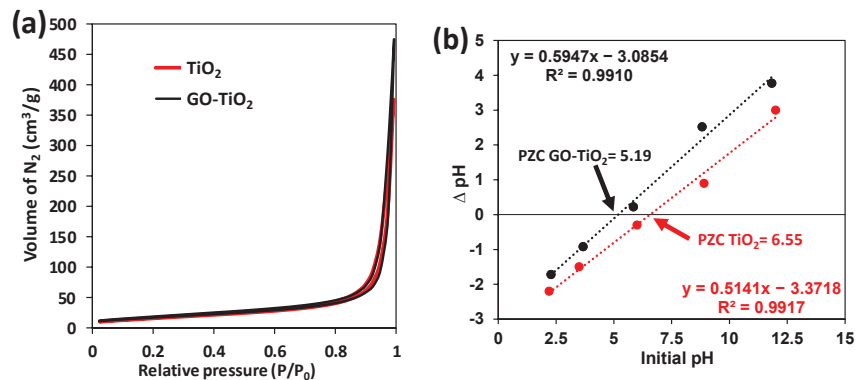 (a)
500
450
400
350
300
250
200
150
100
50
0
Volume of N₂ (cm³/g)
TiO₂
GO-TiO₂
0 0.2 0.4 0.6 0.8 1
Relative pressure (P/P₀)
(b)
y = 0.5947x − 3.0854
R² = 0.9910
5
4
3
2
1
0
-1
-2
-3
Δ pH
PZC GO-TiO₂= 5.19
PZC TiO₂= 6.55
y = 0.5141x − 3.3718
R² = 0.9917
0 2.5 5 7.5 10 12.5 15
Initial pH